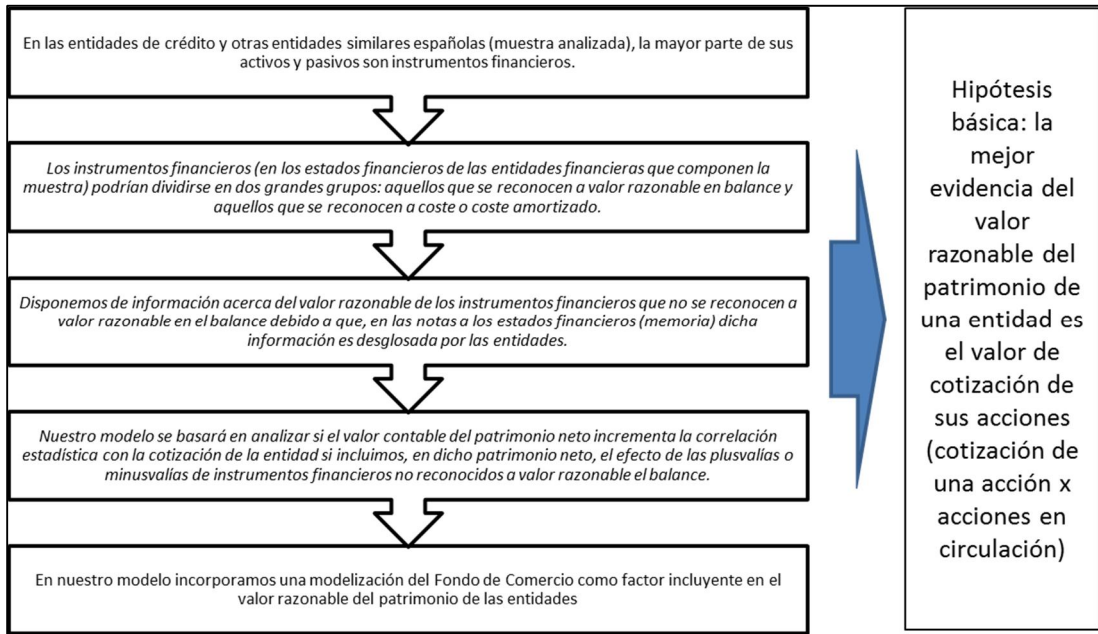 En las entidades de crédito y otras entidades similares españolas (muestra analizada), la mayor parte de sus
activos y pasivos son instrumentos financieros.
Los instrumentos financieros (en los estados financieros de las entidades financieras que componen la
muestra) podrían dividirse en dos grandes grupos: aquellos que se reconocen a valor razonable en balance y
aquellos que se reconocen a coste o coste amortizado.
Disponemos de información acerca del valor razonable de los instrumentos financieros que no se reconocen a
valor razonable en el balance debido a que, en las notas a los estados financieros (memoria) dicha
información es desglosada por las entidades.
Nuestro modelo se basará en analizar si el valor contable del patrimonio neto incrementa la correlación
estadística con la cotización de la entidad si incluimos, en dicho patrimonio neto, el efecto de las plusvalías o
minusvalías de instrumentos financieros no reconocidos a valor razonable el balance.
En nuestro modelo incorporamos una modelización del Fondo de Comercio como factor incluyente en el
valor razonable del patrimonio de las entidades
Hipótesis
básica: la
mejor
evidencia del
valor
razonable del
patrimonio de
una entidad es
el valor de
cotización de
sus acciones
(cotización de
una acción x
acciones en
circulación)